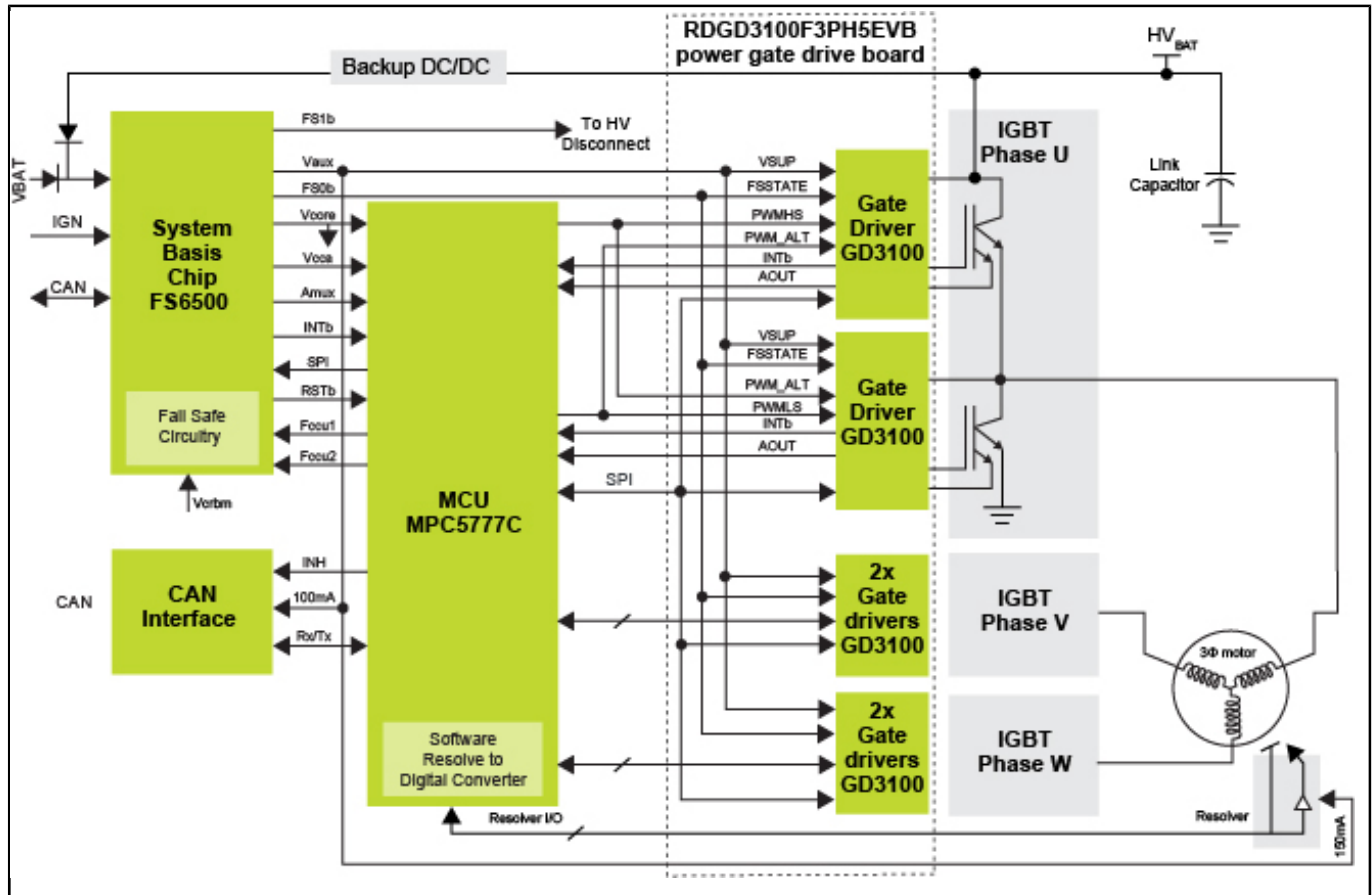 RDGD3100F3PH5EVB
power gate drive board
HVBAT
Backup DC/DC
FS1b
To HV
Disconnect
IGBT
Phase U
Link
Capacitor
VBAT
IGN
CAN
System
Basis
Chip
FS6500
Vaux
FS0b
Vcore
Vcca
Amux
INTb
SPI
RSTb
Fccu1
Fccu2
Fail Safe
Circuitry
Vcrbm
MCU
MPC5777C
VSUP
FSSTATE
PWMHS
PWM_ALT
INTb
AOUT
Gate
Driver
GD3100
VSUP
FSSTATE
PWM_ALT
PWMLS
INTb
AOUT
SPI
Gate
Driver
GD3100
CAN
CAN
Interface
INH
100mA
Rx/Tx
2x
Gate
drivers
GD3100
IGBT
Phase V
3Φ motor
Software
Resolve to
Digital Converter
2x
Gate
drivers
GD3100
IGBT
Phase W
Resolver I/O
Resolver
150mA